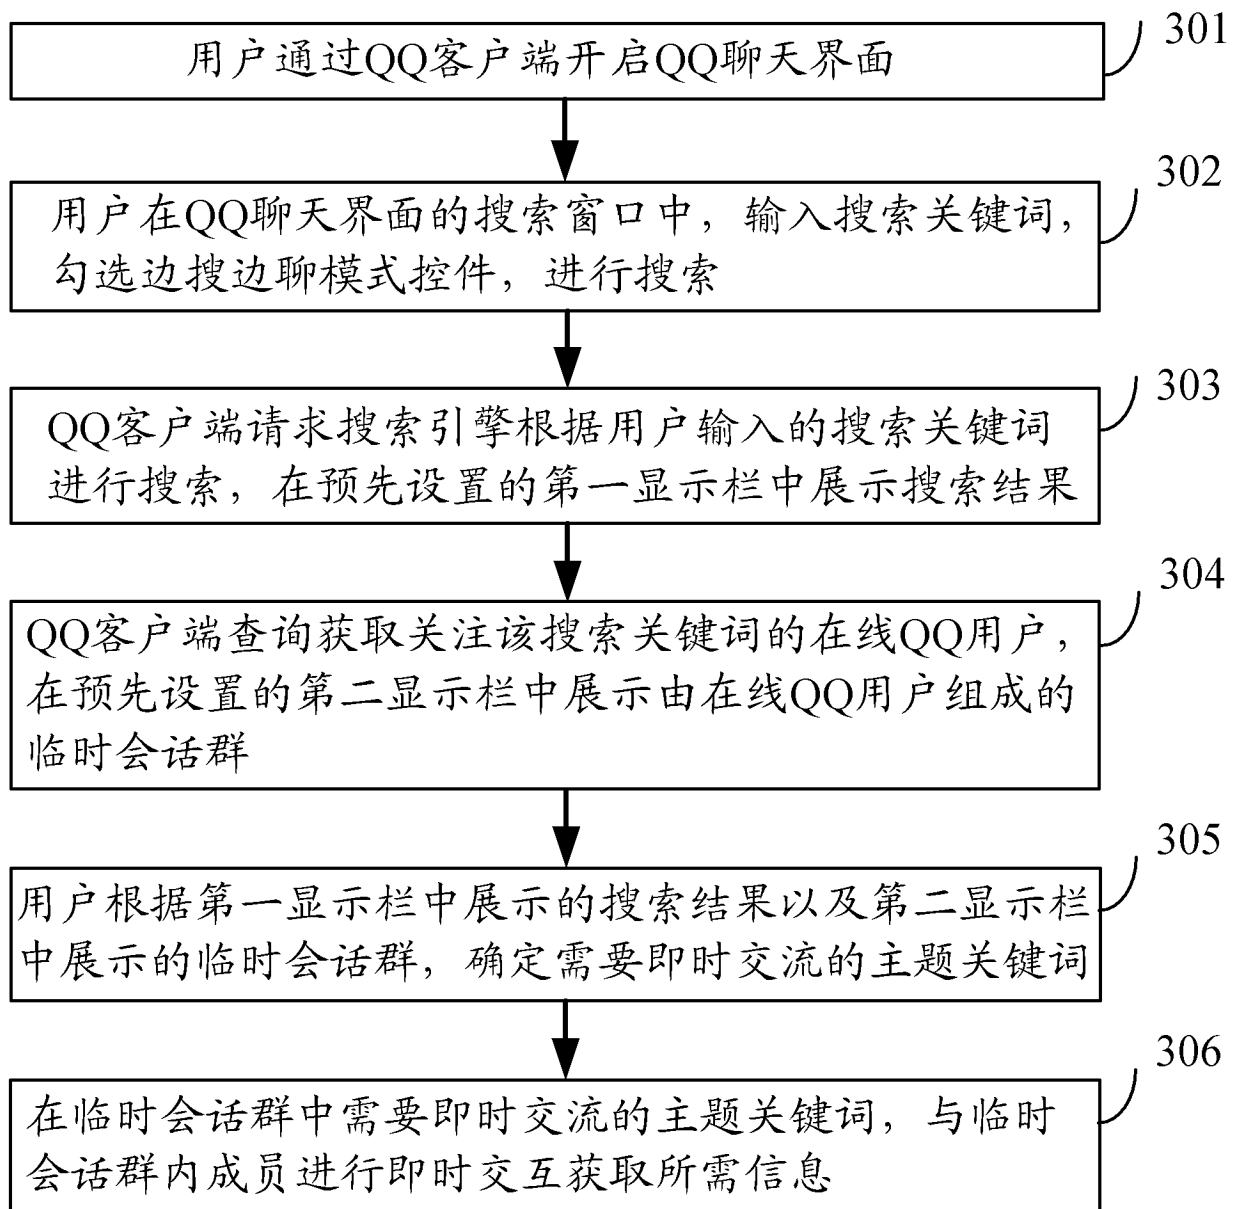 用户通过QQ客户端开启QQ聊天界面
301
用户在QQ聊天界面的搜索窗口中，输入搜索关键词，
勾选边搜边聊模式控件，进行搜索
302
QQ客户端请求搜索引擎根据用户输入的搜索关键词
进行搜索，在预先设置的第一显示栏中展示搜索结果
303
QQ客户端查询获取关注该搜索关键词的在线QQ用户，
在预先设置的第二显示栏中展示由在线QQ用户组成的
临时会话群
304
用户根据第一显示栏中展示的搜索结果以及第二显示栏
中展示的临时会话群，确定需要即时交流的主题关键词
305
在临时会话群中需要即时交流的主题关键词，与临时
会话群内成员进行即时交互获取所需信息
306